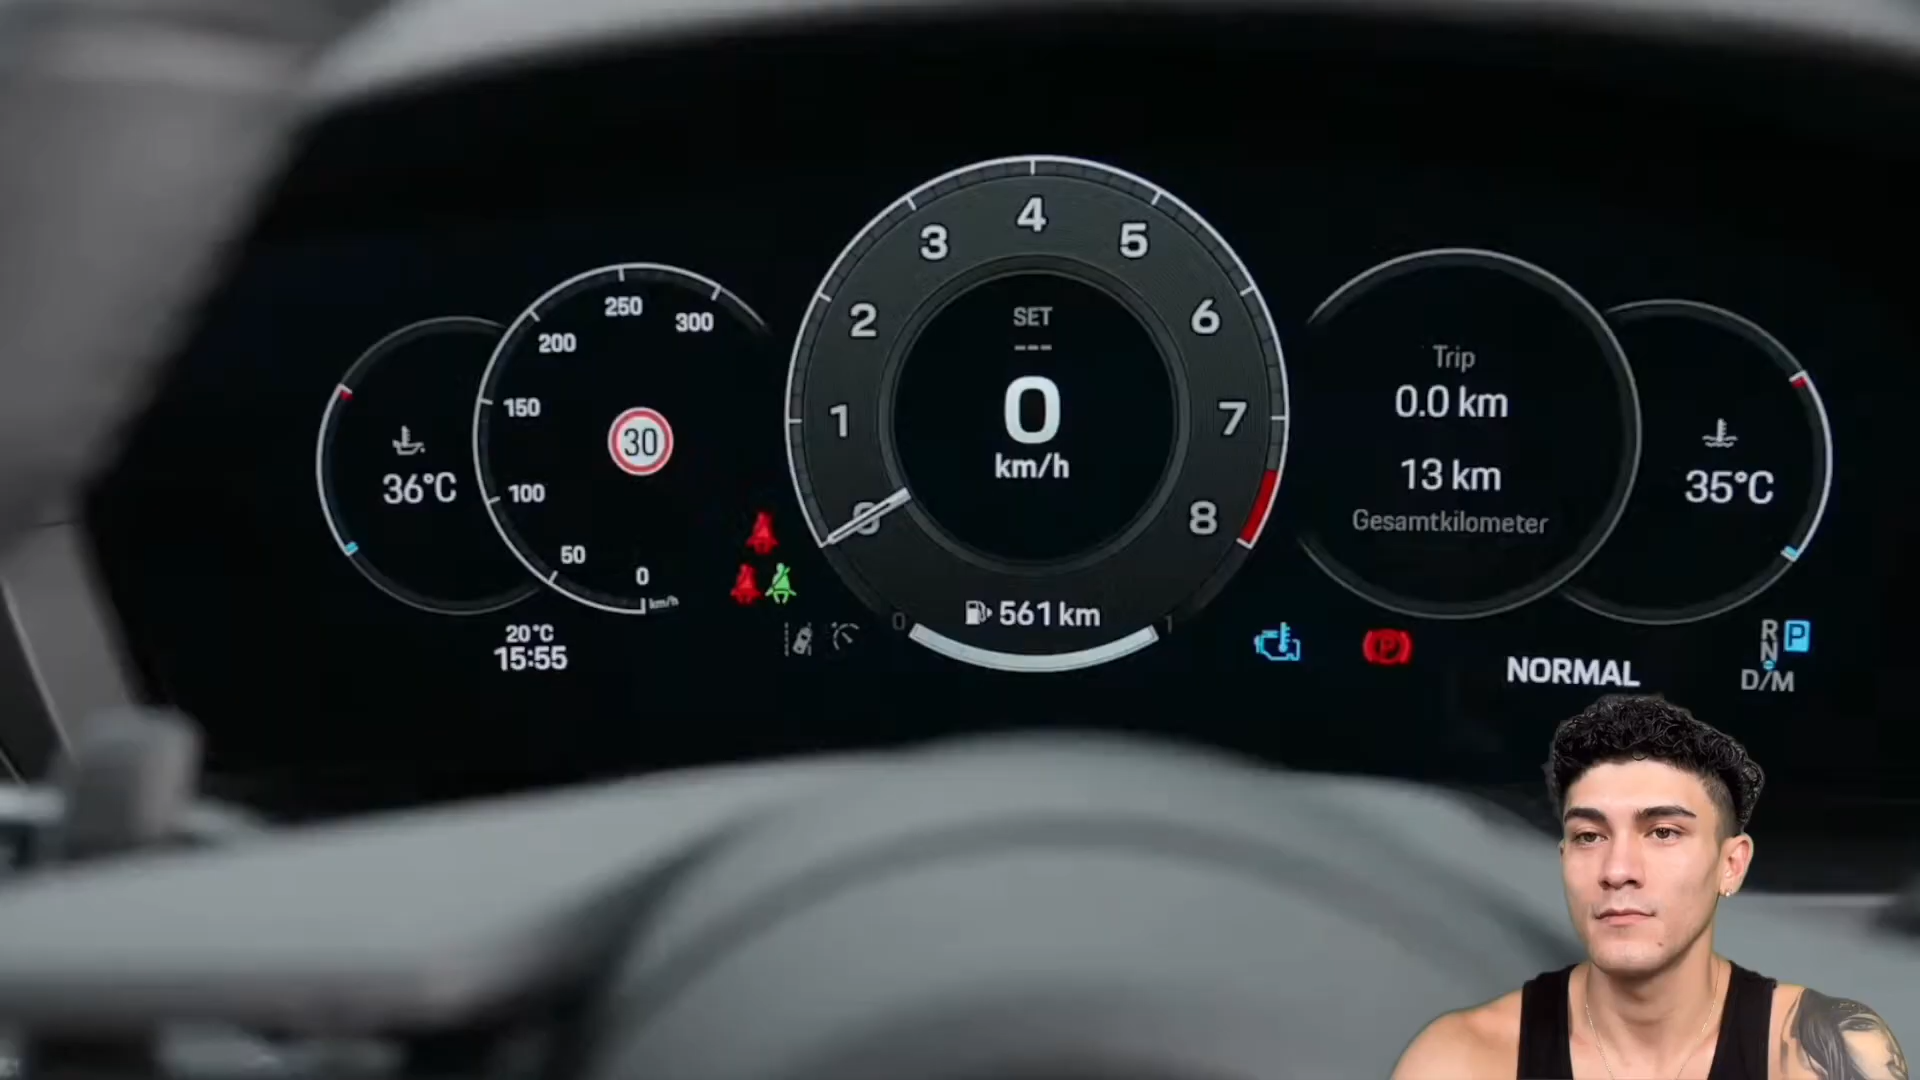 36°C
0
50
100
150
200
250
300
km/h
30
20°C
15:55
0
1
2
3
4
5
6
7
8
SET
---
0
km/h
0
561 km
1
Trip
0.0 km
13 km
Gesamtkilometer
35°C
P
NORMAL
R
P
N
D/M